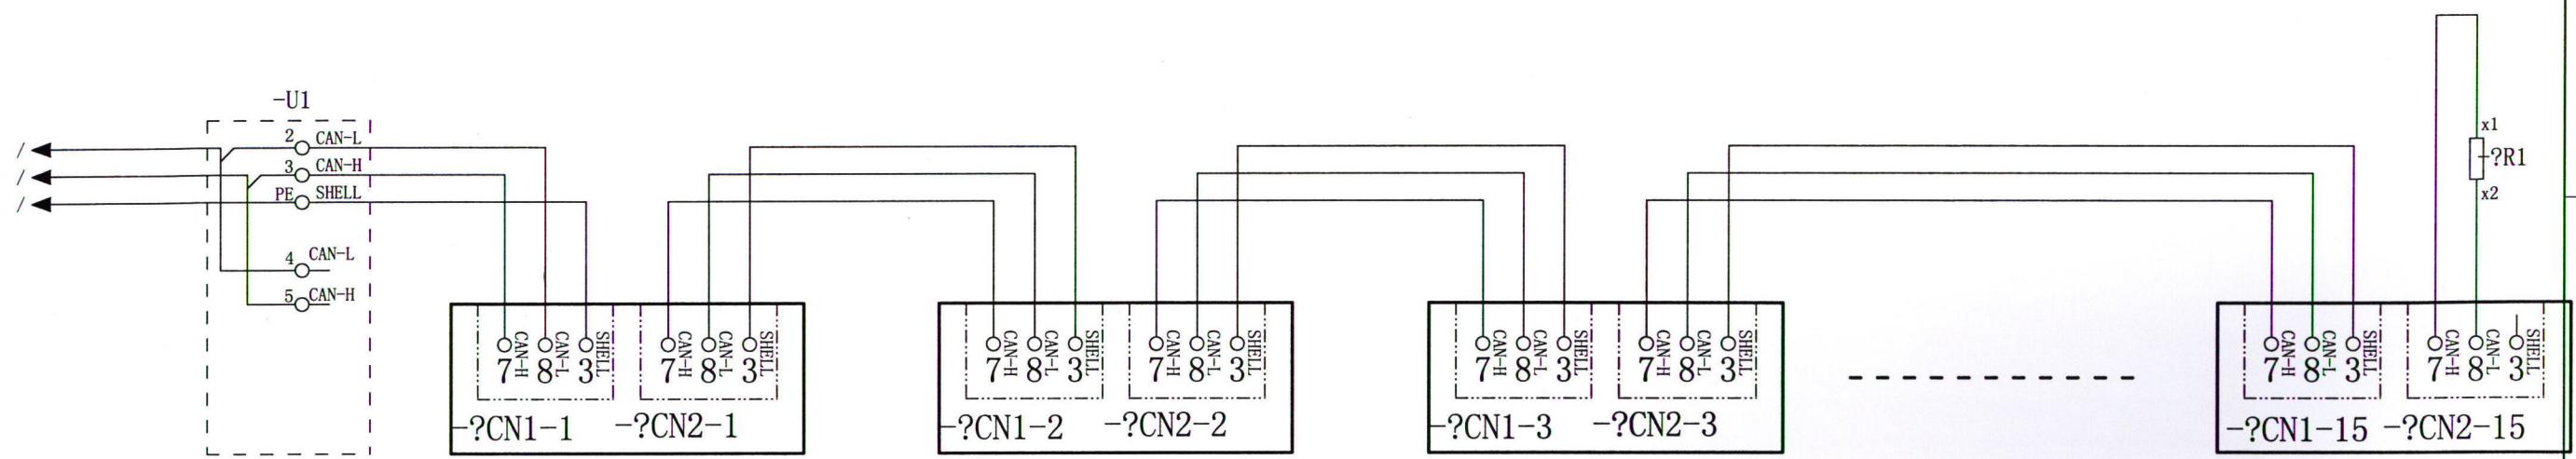 -U1
/
2 CAN-L
/
3 CAN-H
/
PE SHELL
4 CAN-L
5 CAN-H
x1
-?R1
x2
7 CAN-H 8 CAN-L 3 SHELL
7 CAN-H 8 CAN-L 3 SHELL
-?CN1-1 -?CN2-1
7 CAN-H 8 CAN-L 3 SHELL
7 CAN-H 8 CAN-L 3 SHELL
-?CN1-2 -?CN2-2
7 CAN-H 8 CAN-L 3 SHELL
7 CAN-H 8 CAN-L 3 SHELL
-?CN1-3 -?CN2-3
7 CAN-H 8 CAN-L 3 SHELL
7 CAN-H 8 CAN-L 3 SHELL
-?CN1-15 -?CN2-15